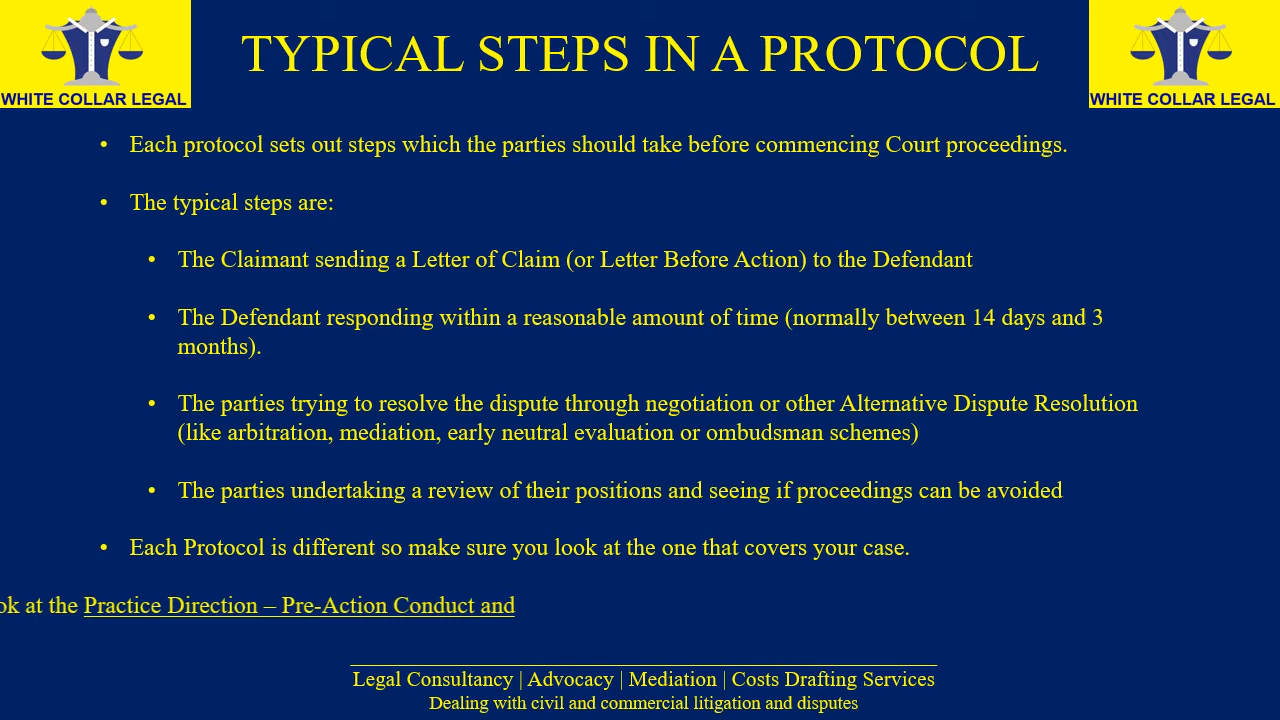 TYPICAL STEPS IN A PROTOCOL
WHITE COLLAR LEGAL
WHITE COLLAR LEGAL
• Each protocol sets out steps which the parties should take before commencing Court proceedings.
• The typical steps are:
• The Claimant sending a Letter of Claim (or Letter Before Action) to the Defendant
• The Defendant responding within a reasonable amount of time (normally between 14 days and 3
months).
• The parties trying to resolve the dispute through negotiation or other Alternative Dispute Resolution
(like arbitration, mediation, early neutral evaluation or ombudsman schemes)
• The parties undertaking a review of their positions and seeing if proceedings can be avoided
• Each Protocol is different so make sure you look at the one that covers your case.
ok at the Practice Direction – Pre-Action Conduct and
Legal Consultancy | Advocacy | Mediation | Costs Drafting Services
Dealing with civil and commercial litigation and disputes